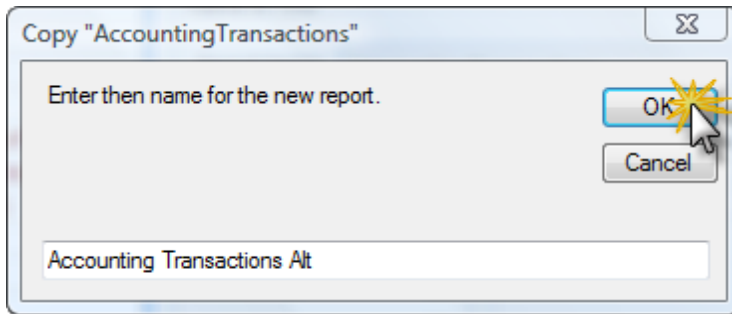 Copy "AccountingTransactions"
Enter then name for the new report.
OK
Cancel
Accounting Transactions Alt